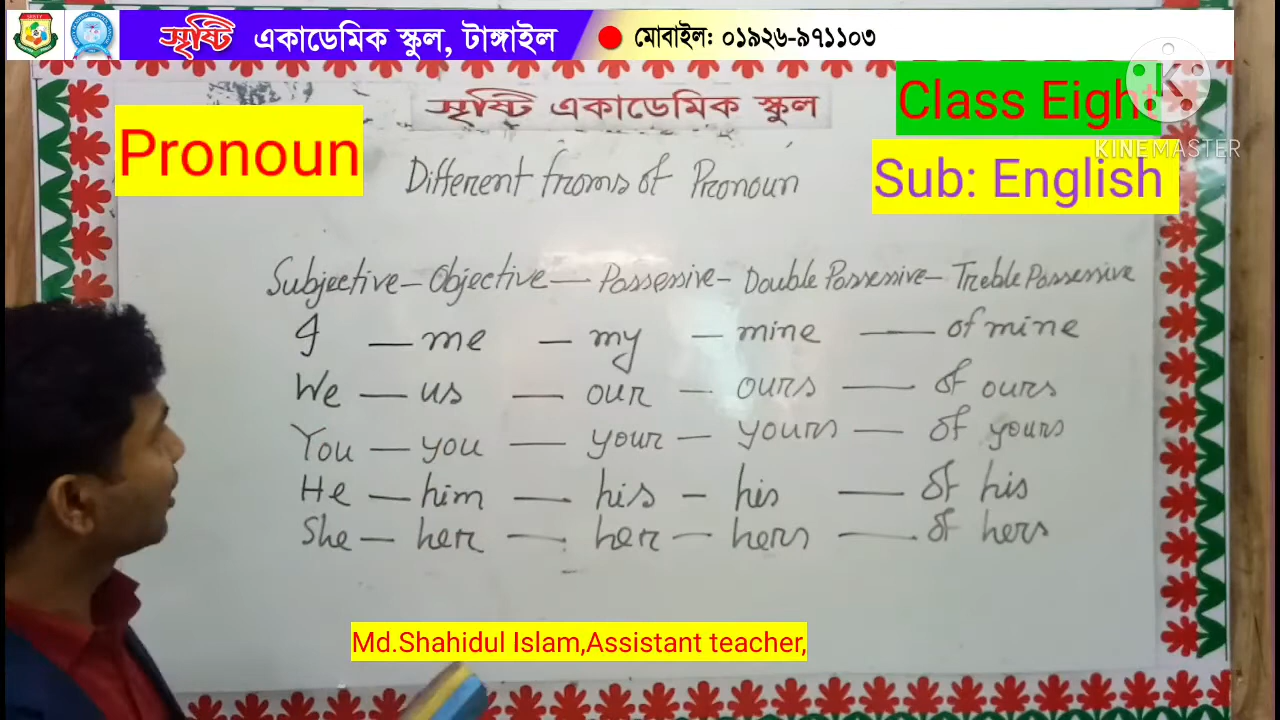 সৃষ্টি একাডেমিক স্কুল, টাঙ্গাইল মোবাইল: ০১৯২৬-৯৭১১০৩
সৃষ্টি একাডেমিক স্কুল
Class Eight
KINEMASTER
Pronoun
Sub: English
Different froms of Pronoun
Subjective – Objective — Possessive – Double Possessive – Treble Possessive
I — me — my — mine — of mine
We — us — our — ours — of ours
You — you — your — yours — of yours
He — him — his — his — of his
She — her — her — hers — of hers
Md.Shahidul Islam,Assistant teacher,